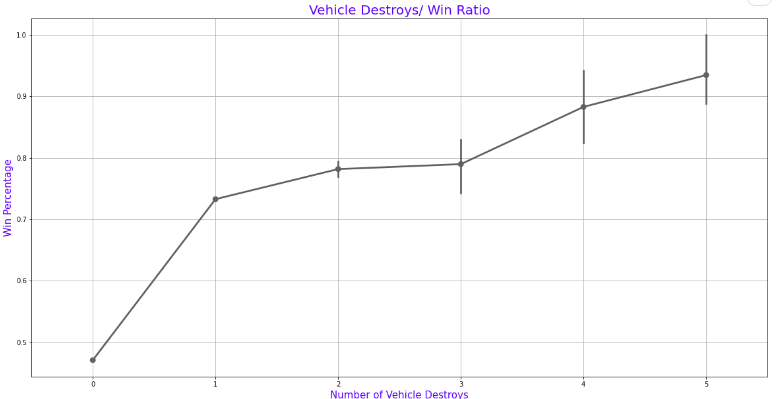 Vehicle Destroys/ Win Ratio
1.0
0.9
0.8
0.7
0.6
0.5
Win Percentage
0 1 2 3 4 5
Number of Vehicle Destroys